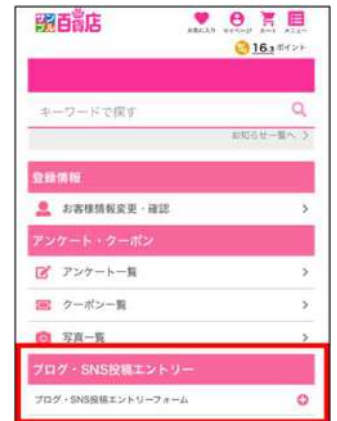 サンプル百貨店
お気に入り マイページ カート メニュー
16.3 ポイント
キーワードで探す
お知らせ一覧へ
登録情報
お客様情報変更・確認
アンケート・クーポン
アンケート一覧
クーポン一覧
写真一覧
ブログ・SNS投稿エントリー
ブログ・SNS投稿エントリーフォーム